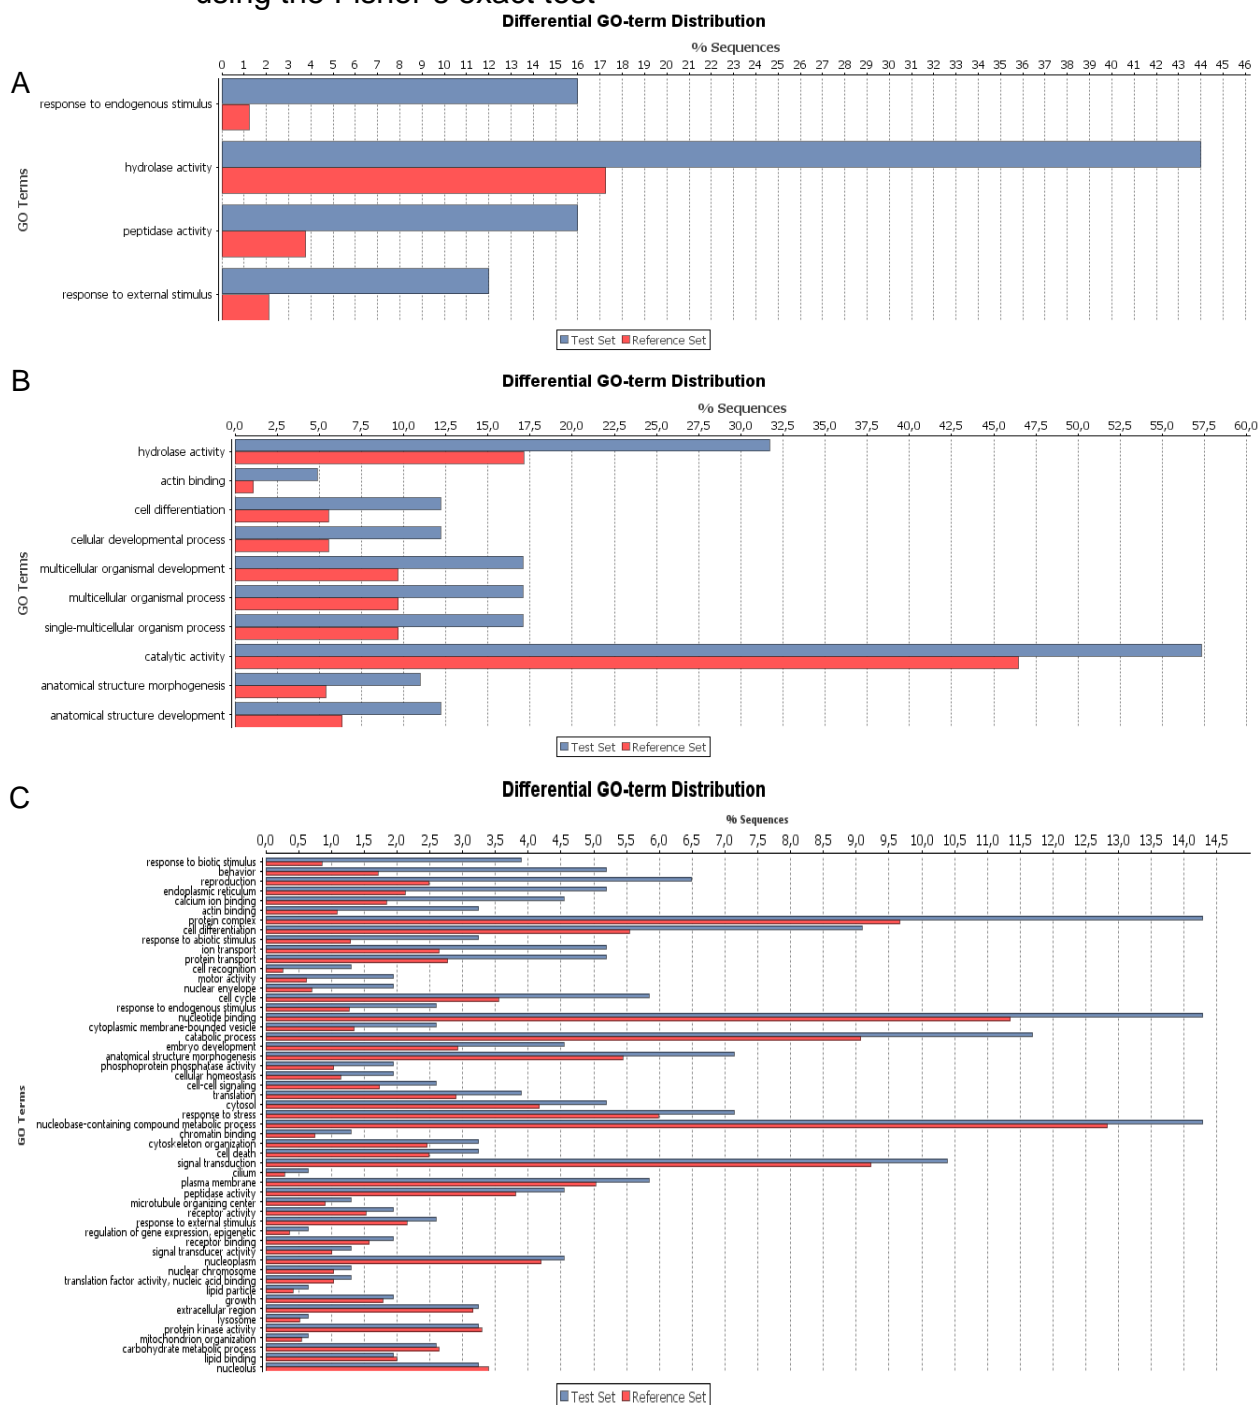 using the Fisher's exact test
Differential GO-term Distribution
% Sequences
0 1 2 3 4 5 6 7 8 9 10 11 12 13 14 15 16 17 18 19 20 21 22 23 24 25 26 27 28 29 30 31 32 33 34 35 36 37 38 39 40 41 42 43 44 45 46
A
response to endogenous stimulus
hydrolase activity
GO Terms
peptidase activity
response to external stimulus
Test Set Reference Set
B
Differential GO-term Distribution
% Sequences
0,0 2,5 5,0 7,5 10,0 12,5 15,0 17,5 20,0 22,5 25,0 27,5 30,0 32,5 35,0 37,5 40,0 42,5 45,0 47,5 50,0 52,5 55,0 57,5 60,0
hydrolase activity
actin binding
cell differentiation
cellular developmental process
GO Terms
multicellular organismal development
multicellular organismal process
single-multicellular organism process
catalytic activity
anatomical structure morphogenesis
anatomical structure development
Test Set Reference Set
C
Differential GO-term Distribution
% Sequences
0,0 0,5 1,0 1,5 2,0 2,5 3,0 3,5 4,0 4,5 5,0 5,5 6,0 6,5 7,0 7,5 8,0 8,5 9,0 9,5 10,0 10,5 11,0 11,5 12,0 12,5 13,0 13,5 14,0 14,5
response to biotic stimulus
behavior
reproduction
endoplasmic reticulum
calcium ion binding
actin binding
protein complex
cell differentiation
response to abiotic stimulus
ion transport
protein transport
cell recognition
motor activity
nuclear envelope
cell cycle
response to endogenous stimulus
nucleotide binding
cytoplasmic membrane-bounded vesicle
catabolic process
embryo development
anatomical structure morphogenesis
phosphoprotein phosphatase activity
cellular homeostasis
cell-cell signaling
translation
cytosol
response to stress
GO Terms
nucleobase-containing compound metabolic process
chromatin binding
cytoskeleton organization
cell death
signal transduction
cilium
plasma membrane
peptidase activity
microtubule organizing center
receptor activity
response to external stimulus
regulation of gene expression, epigenetic
receptor binding
signal transducer activity
nucleoplasm
nuclear chromosome
translation factor activity, nucleic acid binding
lipid particle
growth
extracellular region
lysosome
protein kinase activity
mitochondrion organization
carbohydrate metabolic process
lipid binding
nucleolus
Test Set Reference Set